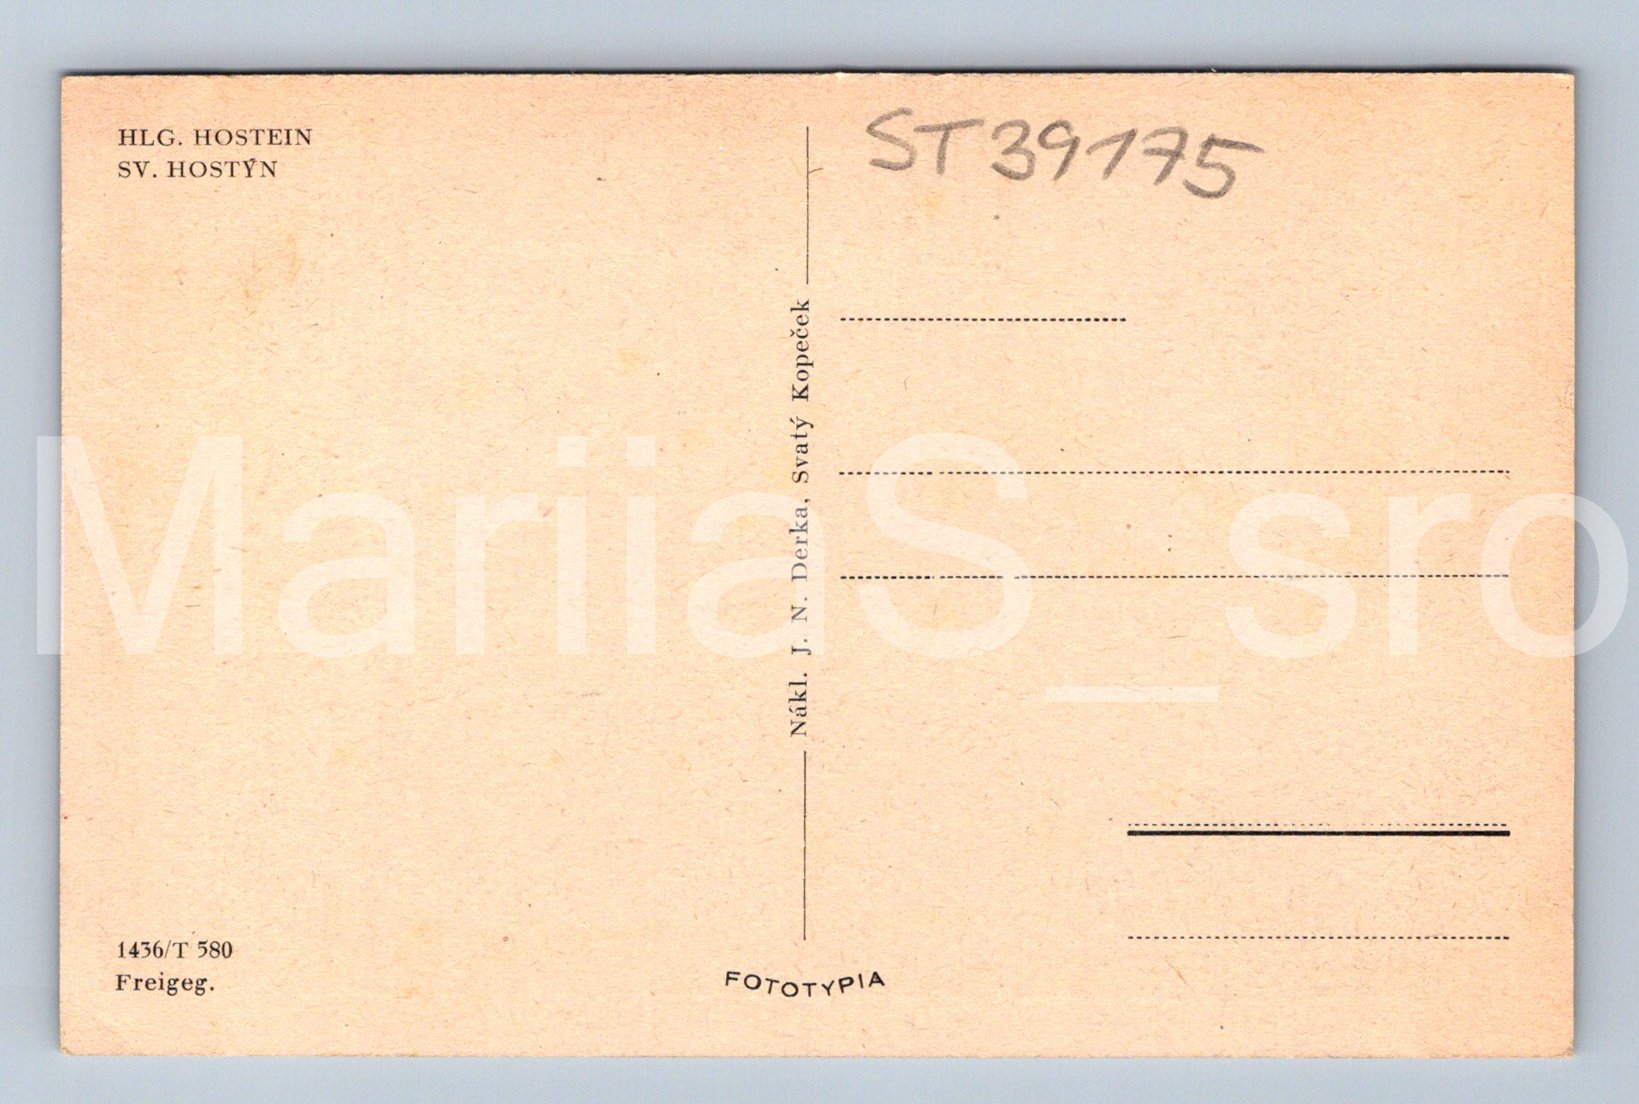 HLG. HOSTEIN
SV. HOSTÝN
ST39175
Nákl. J. N. Derka, Svatý Kopeček
1436/T 580
Freigeg.
FOTOTYPIA
MariiaS_sro